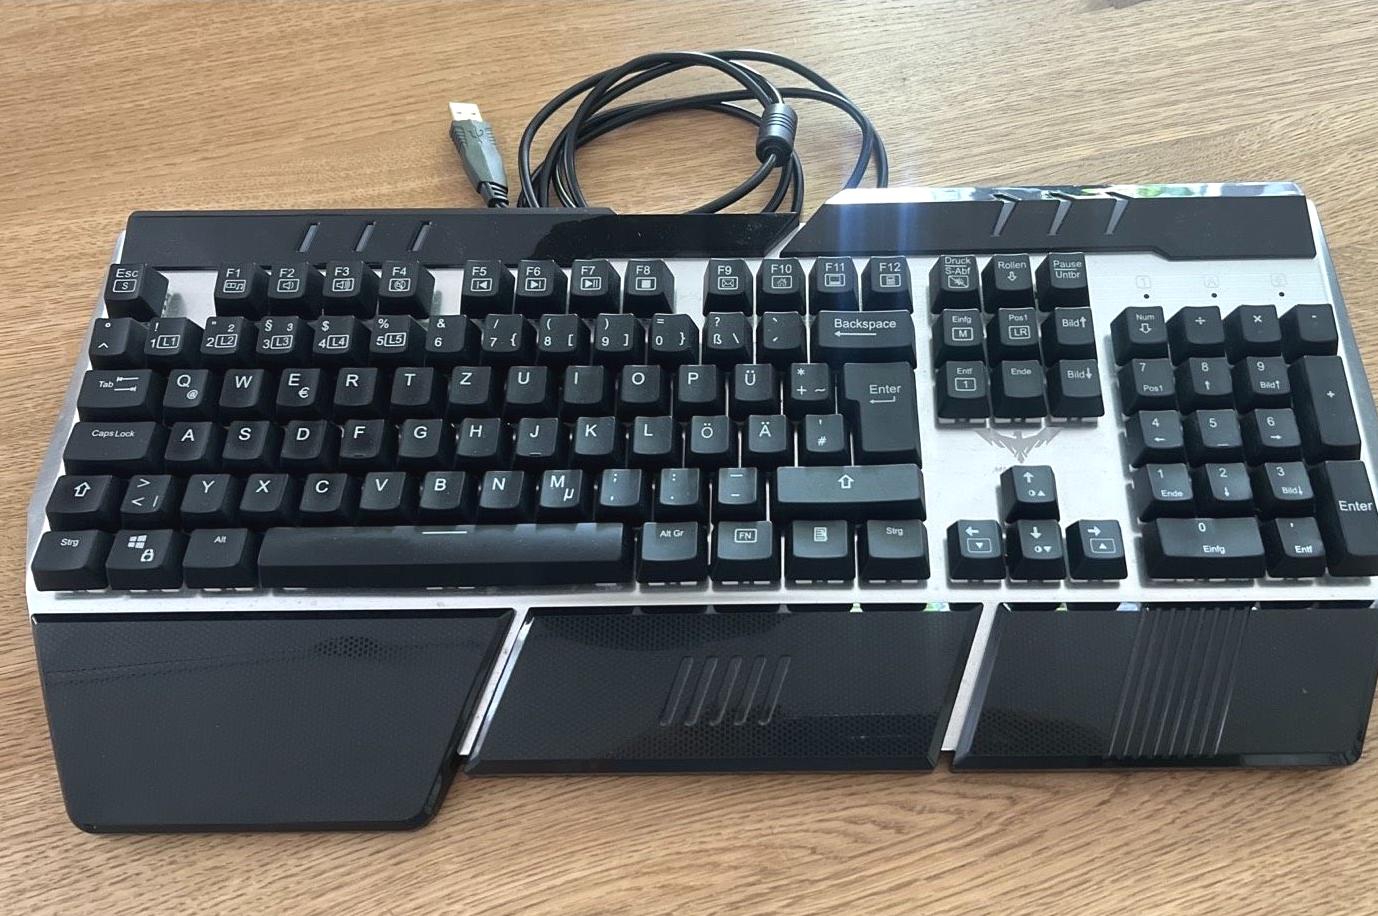 Esc S F1 F2 F3 F4 F5 F6 F7 F8 F9 F10 F11 F12 Druck S-Abf Rollen Pause Untbr
1 A
° ^ ! 1 L1 " 2 2 L2 § 3 3 L3 $ 4 L4 % 5 L5 & 6 / 7 { ( 8 [ ) 9 ] = 0 } ? ß \ ` ´ Backspace Einfg M Pos1 LR Bild↑ Num ÷ × -
Tab Q @ W E € R T Z U I O P Ü * + ~ Enter Entf 1 Ende Bild↓ 7 Pos1 8 ↑ 9 Bild↑ +
Caps Lock A S D F G H J K L Ö Ä ' # 4 ← 5 6 →
> < | Y X C V B N M µ ; , : . _ - ↑ 1 Ende 2 ↓ 3 Bild↓ Enter
Strg Alt Alt Gr FN Strg ← ↓ → 0 Einfg , Entf